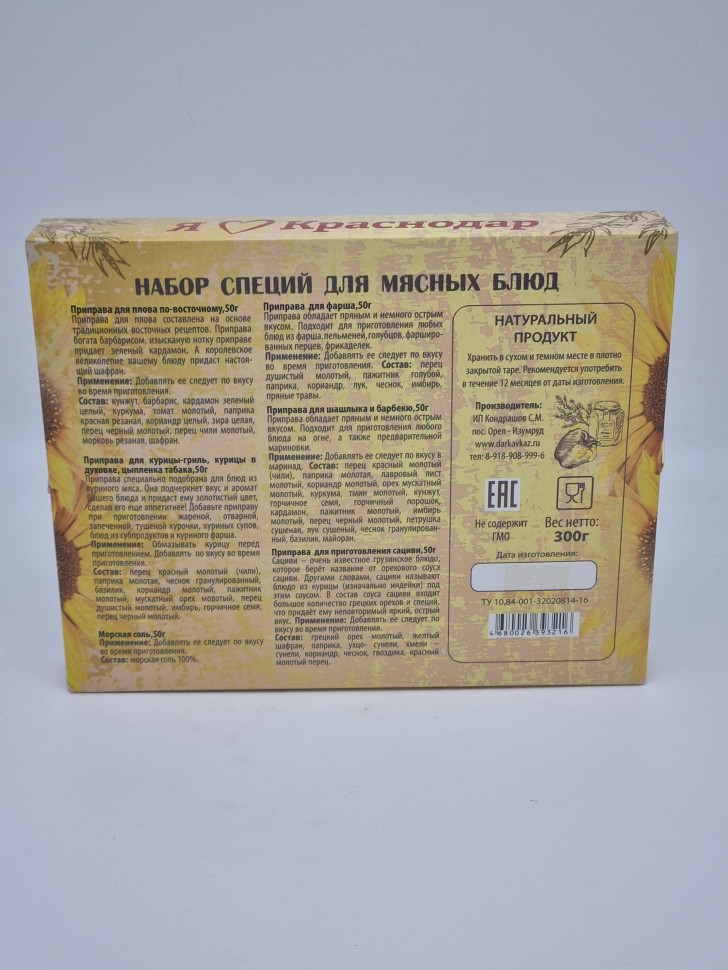 Я Краснодар
НАБОР СПЕЦИЙ ДЛЯ МЯСНЫХ БЛЮД
Приправа для плова по-восточному,50г
Приправа для плова составлена на основе
традиционных восточных рецептов. Приправа
богата барбарисом, изысканую нотку приправе
придает зеленый кардамон. А королевское
великолепие вашему блюду придаст настоя-
щий шафран.
Применение: Добавлять ее следует по вкусу
во время приготовления.
Состав: кунжут, барбарис, кардамон зеленый
целый, куркума, томат молотый, паприка
красная резаная, кориандр целый, зира целая,
перец черный молотый, перец чили молотый,
морковь резаная, шафран.
Приправа для курицы-гриль, курицы в
духовке, цыпленка табака,50г
Приправа специально подобрана для блюд из
куриного мяса. Она подчеркнет вкус и аромат
Вашего блюда и придаст ему золотистый цвет,
Сделав его еще аппетитнее! Добавьте приправу
при приготовлении жареной, отварной,
запеченной, тушеной курочки, куриных супов,
блюд из субпродуктов и куриного фарша.
Применение: Обмазывать курицу перед
приготовлением. Добавлять по вкусу во время
приготовления.
Состав: перец красный молотый (чили),
паприка молотая, чеснок гранулированный,
базилик, кориандр молотый, пажитник
молотый, мускатный орех молотый, перец
душистый молотый, имбирь, горчичное семя,
перец черный молотый.
Морская соль,50г
Применение: Добавлять ее следует по вкусу
во время приготовления.
Состав: морская соль 100%.
Приправа для фарша,50г
Приправа обладает пряным и немного острым
вкусом. Подходит для приготовления любых
блюд из фарша, пельменей, голубцов, фарширо-
ванных перцев, фрикаделек.
Применение: Добавлять ее следует по вкусу
во время приготовления. Состав: перец
душистый молотый, пажитник голубой,
паприка, кориандр, лук, чеснок, имбирь,
пряные травы.
Приправа для шашлыка и барбекю,50г
Приправа обладает пряным и немного острым
вкусом. Подходит для приготовления любого
блюда на огне, а также предварительной
мариновки.
Применение: Добавлять ее следует по вкусу в
маринад. Состав: перец красный молотый
(чили), паприка молотая, лавровый лист
молотый, кориандр молотый, орех мускатный
молотый, куркума, тмин молотый, кунжут,
горчичное семя, горчичный порошок,
кардамон, пажитник молотый, имбирь
молотый, перец черный молотый, петрушка
сушеная, лук сушеный, чеснок гранулирован-
ный, базилик, майоран.
Приправа для приготовления сациви,50г
Сациви – очень известное грузинское блюдо,
которое берёт название от орехового соуса
сациви. Другими словами, сациви называют
блюдо из курицы (изначально индейки) под
этим соусом. В состав соуса сациви входит
большое количество грецких орехов и специй,
что придаёт ему неповторимый яркий, острый
вкус. Применение: Добавлять ее следует по
вкусу во время приготовления.
Состав: грецкий орех молотый, желтый
шафран, паприка, ухцо- сунели, хмели –
сунели, кориандр, чеснок, гвоздика, красный
молотый перец.
НАТУРАЛЬНЫЙ
ПРОДУКТ
Хранить в сухом и темном месте в плотно
закрытой таре. Рекомендуется употребить
в течение 12 месяцев от даты изготовления.
Производитель:
ИП Кондрашов С.М.
пос. Орел - Изумруд
www.darkavkaz.ru
тел: 8-918-908-999-6
ЕАС
Не содержит
ГМО
Вес нетто:
300г
Дата изготовления:
ТУ 10.84-001-32020814-16
4 680026 393216